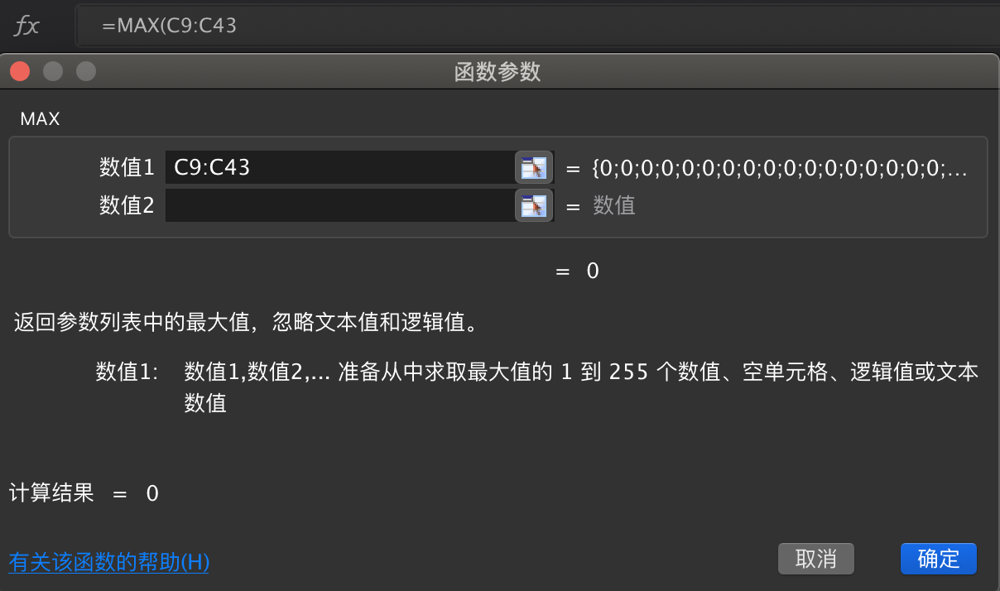 fx =MAX(C9:C43
函数参数
MAX
数值1 C9:C43 = {0;0;0;0;0;0;0;0;0;0;0;0;0;0;0;0;0;...
数值2 = 数值
= 0
返回参数列表中的最大值，忽略文本值和逻辑值。
数值1: 数值1,数值2,... 准备从中求取最大值的 1 到 255 个数值、空单元格、逻辑值或文本
数值
计算结果 = 0
有关该函数的帮助(H)
取消 确定